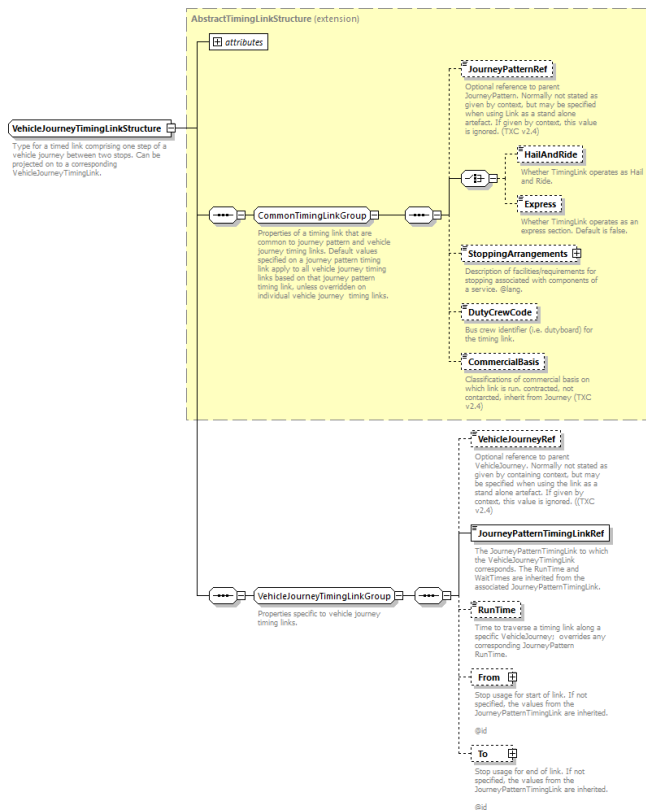 AbstractTimingLinkStructure (extension)
attributes
JourneyPatternRef
Optional reference to parent
JourneyPattern. Normally not stated as
given by context, but may be specified
when using Link as a stand alone
artefact. If given by context, this value
is ignored. (TXC v2.4)
VehicleJourneyTimingLinkStructure
Type for a timed link comprising one step of a
vehicle journey between two stops. Can be
projected on to a corresponding
VehicleJourneyTimingLink.
HailAndRide
Whether TimingLink operates as Hail
and Ride.
Express
Whether TimingLink operates as an
express section. Default is false.
CommonTimingLinkGroup
Properties of a timing link that are
common to journey pattern and vehicle
journey timing links. Default values
specified on a journey pattern timing
link apply to all vehicle journey timing
links based on that journey pattern
timing link, unless overridden on
individual vehicle journey  timing links.
StoppingArrangements
Description of facilities/requirements for
stopping associated with components of
a service. @lang.
DutyCrewCode
Bus crew identifier (i.e. dutyboard) for
the timing link.
CommercialBasis
Classifications of commercial basis on
which link is run. contracted, not
contarcted, inherit from Journey (TXC
v2.4)
VehicleJourneyRef
Optional reference to parent
VehicleJourney. Normally not stated as
given by containing context, but may
be specified when using the link as a
stand alone artefact. If given by
context, this value is ignored. ((TXC
v2.4)
JourneyPatternTimingLinkRef
The JourneyPatternTimingLink to which
the VehicleJourneyTimingLink
corresponds. The RunTime and
WaitTimes are inherited from the
associated JourneyPatternTimingLink.
VehicleJourneyTimingLinkGroup
Properties specific to vehicle journey
timing links.
RunTime
Time to traverse a timing link along a
specific VehicleJourney;  overrides any
corresponding JourneyPattern
RunTime.
From
Stop usage for start of link. If not
specified, the values from the
JourneyPatternTimingLink are inherited.
@id
To
Stop usage for end of link. If not
specified, the values from the
JourneyPatternTimingLink are inherited.
@id